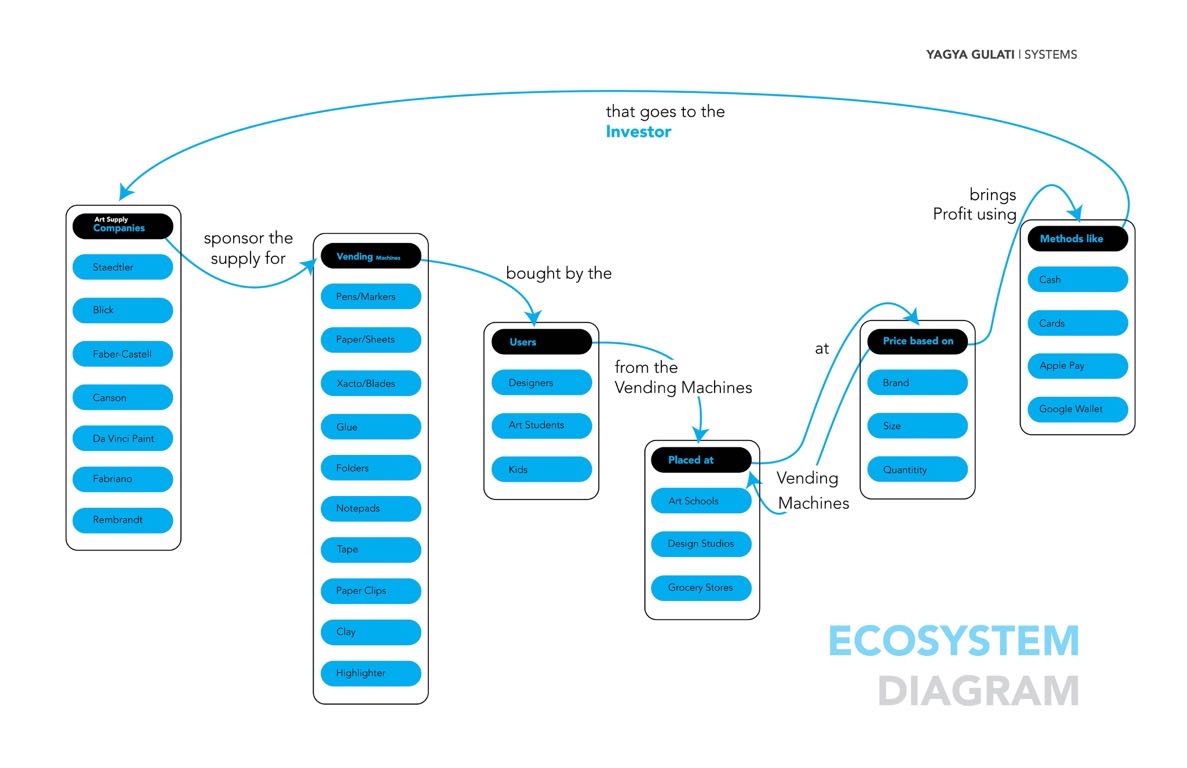 YAGYA GULATI | SYSTEMS
that goes to the
Investor
Art Supply
Companies
Staedtler
Blick
Faber-Castell
Canson
Da Vinci Paint
Fabriano
Rembrandt
sponsor the
supply for
Vending Machines
Pens/Markers
Paper/Sheets
Xacto/Blades
Glue
Folders
Notepads
Tape
Paper Clips
Clay
Highlighter
bought by the
Users
Designers
Art Students
Kids
from the
Vending Machines
Placed at
Art Schools
Design Studios
Grocery Stores
at
Vending
Machines
Price based on
Brand
Size
Quantitity
brings
Profit using
Methods like
Cash
Cards
Apple Pay
Google Wallet
ECOSYSTEM
DIAGRAM